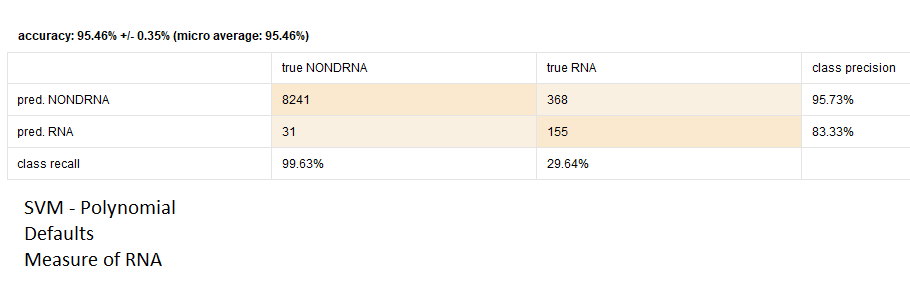 accuracy: 95.46% +/- 0.35% (micro average: 95.46%)
true NONDRNA true RNA class precision
pred. NONDRNA 8241 368 95.73%
pred. RNA 31 155 83.33%
class recall 99.63% 29.64%
SVM - Polynomial
Defaults
Measure of RNA